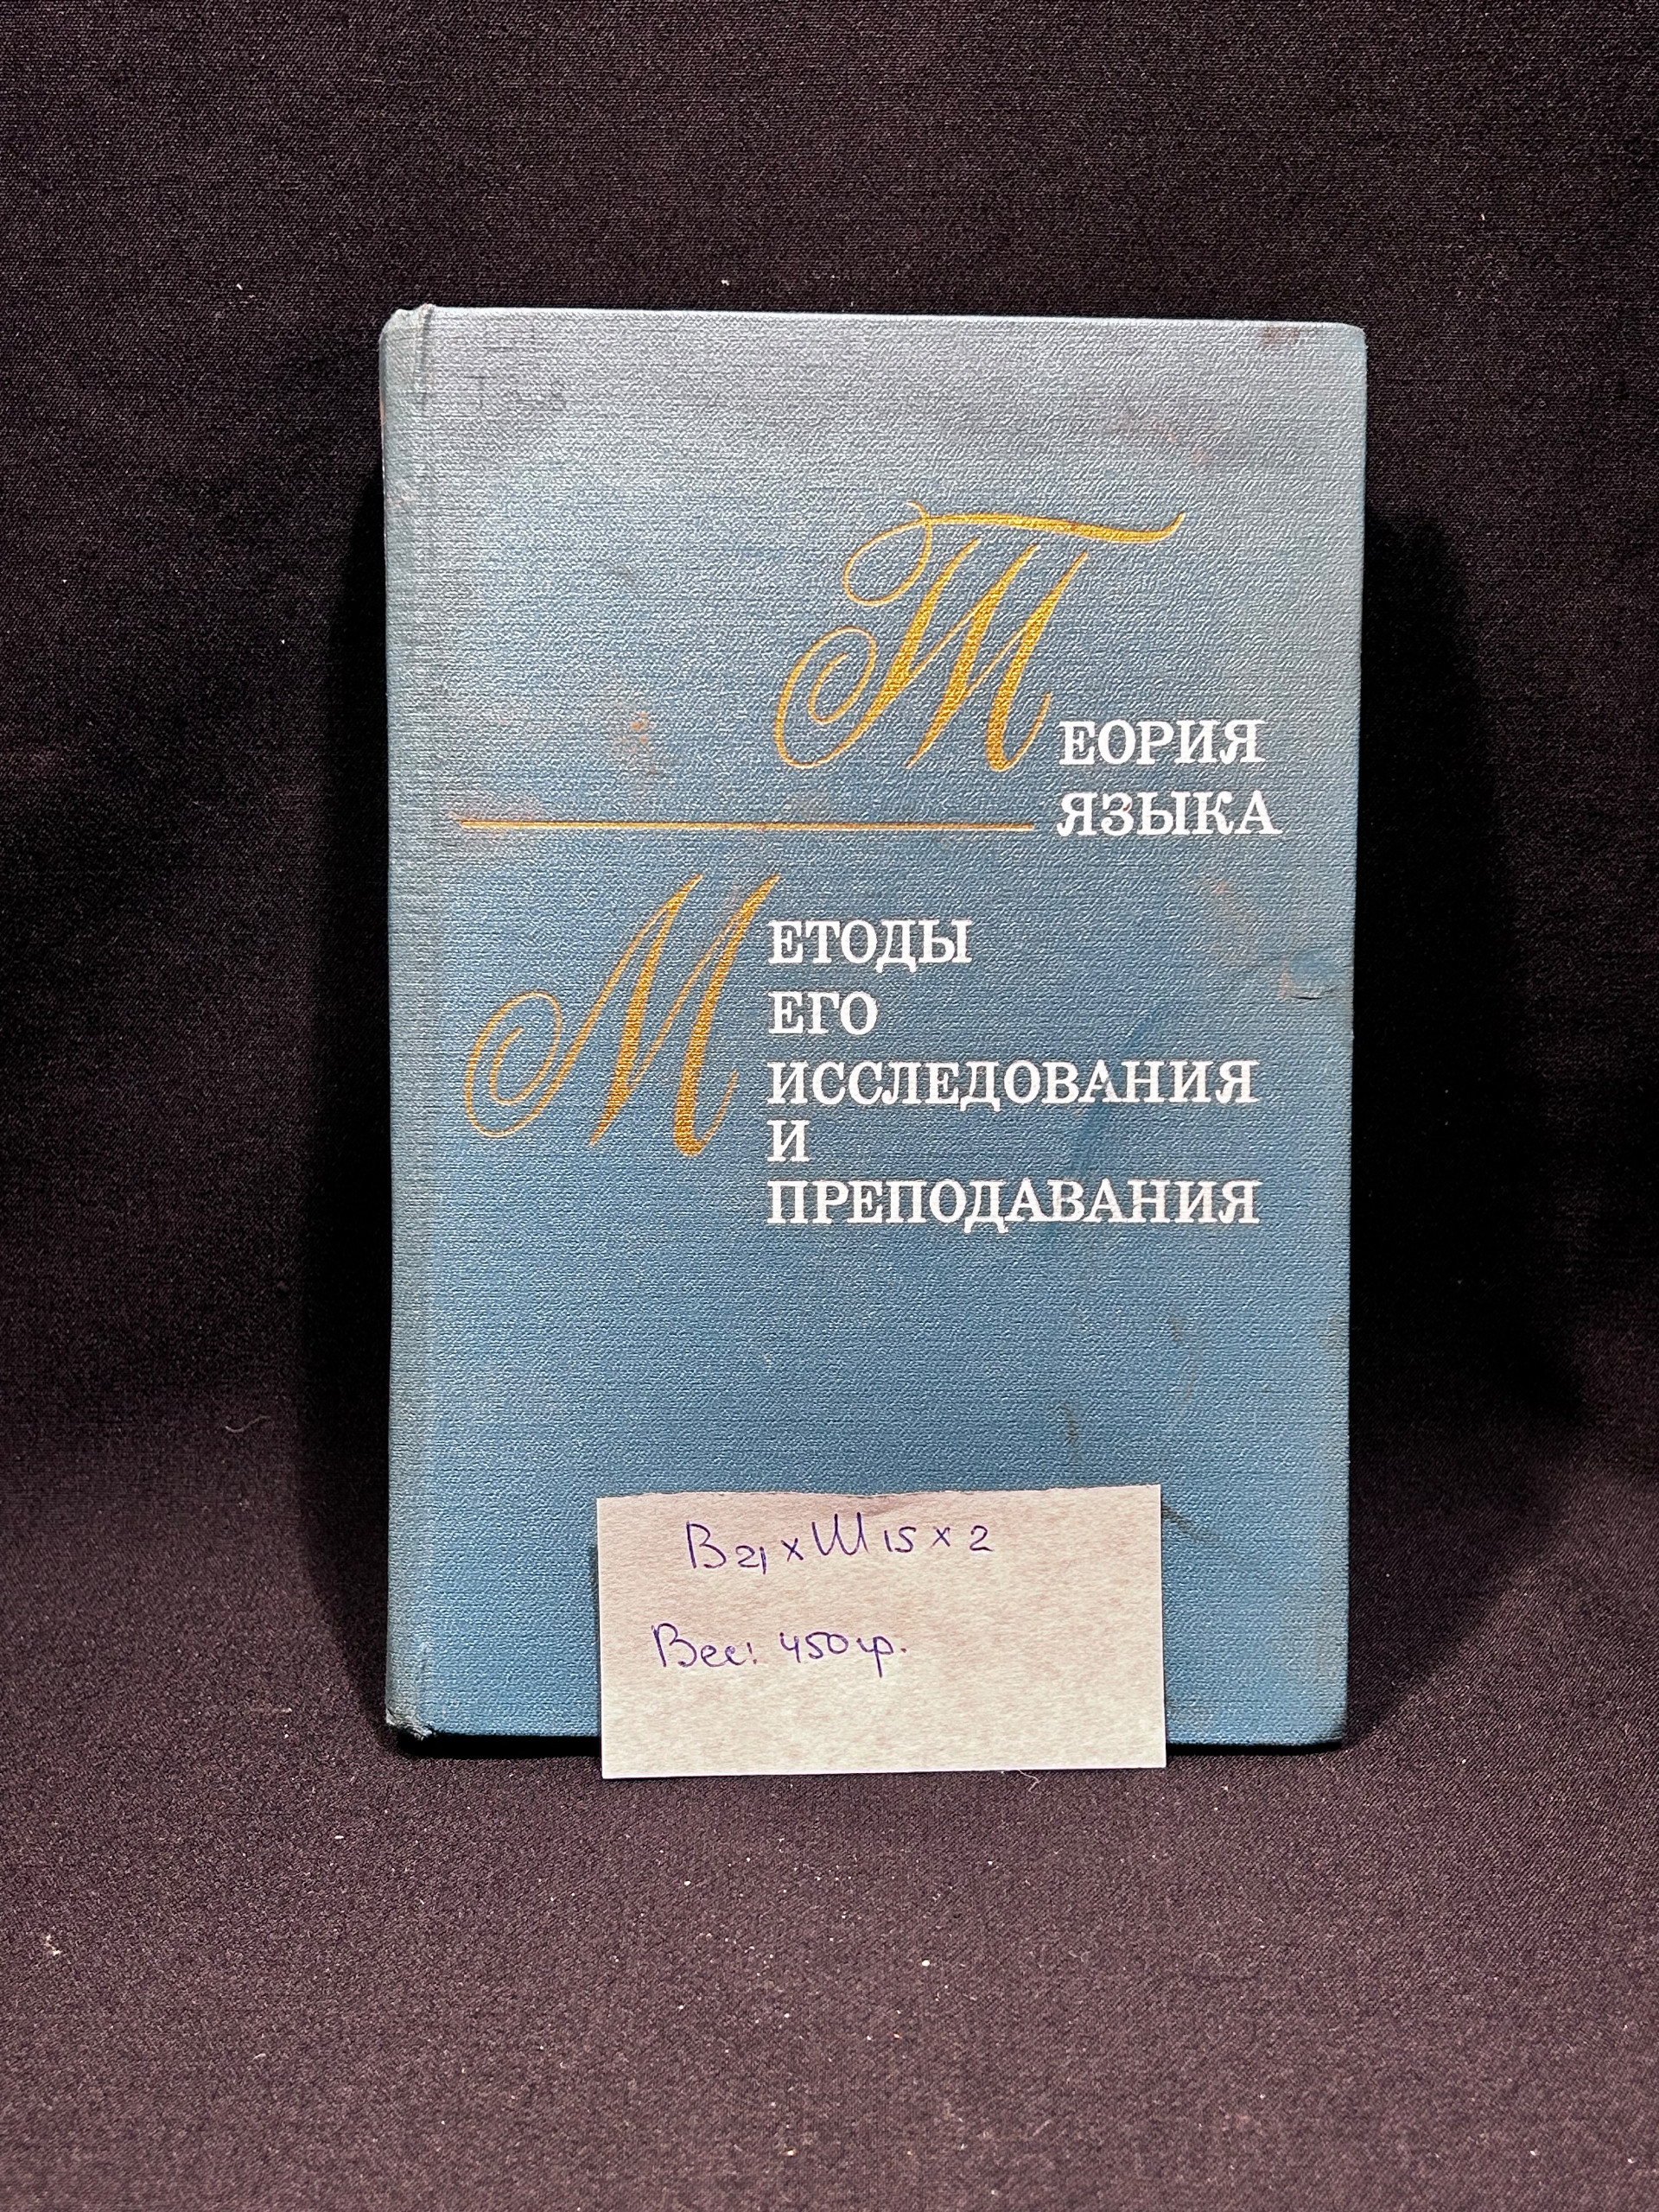 ТЕОРИЯ
ЯЗЫКА
МЕТОДЫ
ЕГО
ИССЛЕДОВАНИЯ
И
ПРЕПОДАВАНИЯ
В 21 х Ш 15 х 2
Вес: 450 гр.